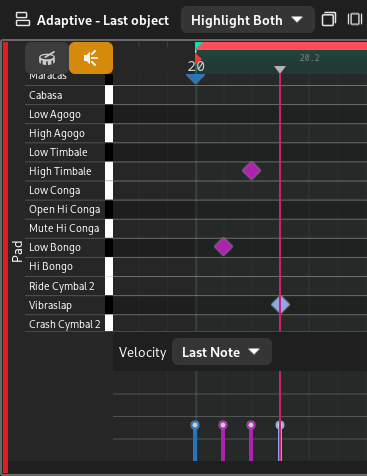 Adaptive - Last object
Highlight Both
20
20.2
Maracas
Cabasa
Low Agogo
High Agogo
Low Timbale
High Timbale
Low Conga
Open Hi Conga
Mute Hi Conga
Low Bongo
Hi Bongo
Ride Cymbal 2
Vibraslap
Crash Cymbal 2
Pad
Velocity
Last Note